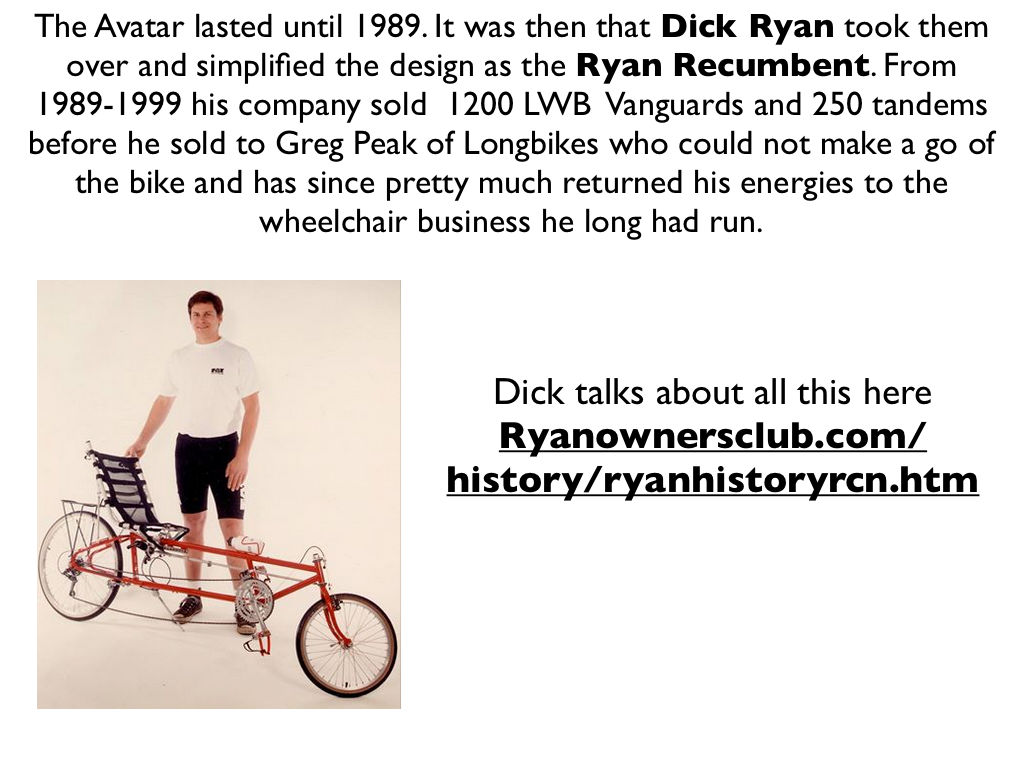 The Avatar lasted until 1989. It was then that Dick Ryan took them
over and simplified the design as the Ryan Recumbent. From
1989-1999 his company sold  1200 LWB  Vanguards and 250 tandems
before he sold to Greg Peak of Longbikes who could not make a go of
the bike and has since pretty much returned his energies to the
wheelchair business he long had run.
Dick talks about all this here
Ryanownersclub.com/
history/ryanhistoryrcn.htm